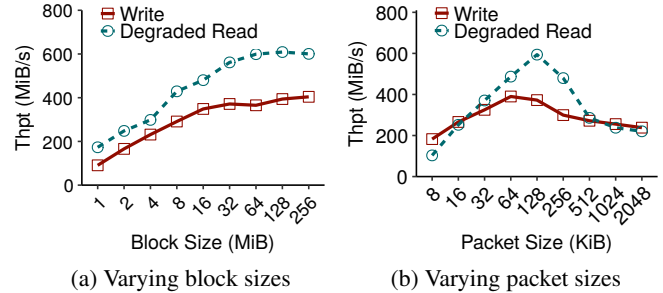 Write
Degraded Read
Thpt (MiB/s)
800
600
400
200
0
1 2 4 8 16 32 64 128 256
Block Size (MiB)
(a) Varying block sizes
Write
Degraded Read
Thpt (MiB/s)
800
600
400
200
0
8 16 32 64 128 256 512 1024 2048
Packet Size (KiB)
(b) Varying packet sizes